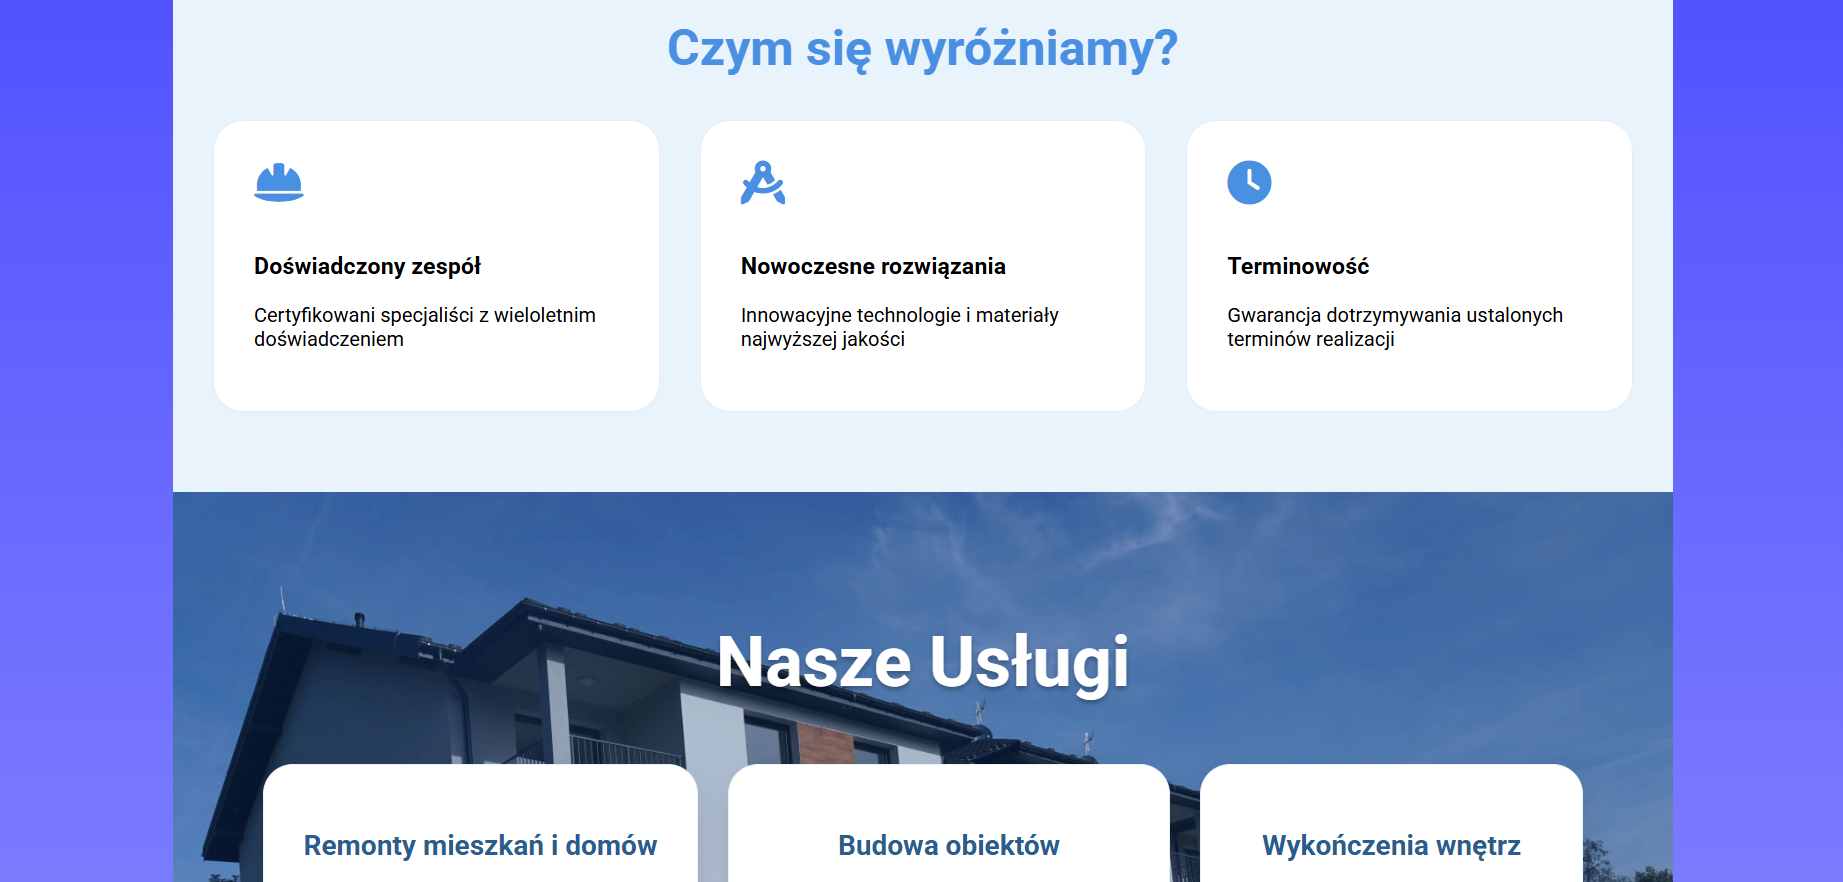 Czym się wyróżniamy?
Doświadczony zespół
Certyfikowani specjaliści z wieloletnim
doświadczeniem
Nowoczesne rozwiązania
Innowacyjne technologie i materiały
najwyższej jakości
Terminowość
Gwarancja dotrzymywania ustalonych
terminów realizacji
Nasze Usługi
Remonty mieszkań i domów
Budowa obiektów
Wykończenia wnętrz